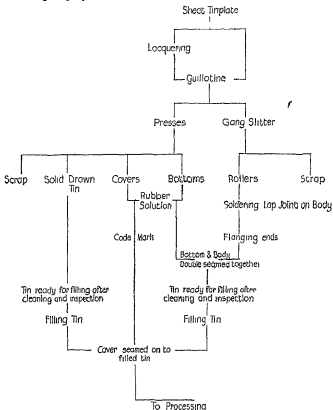 Sheet Tinplate
Lacquering
Guillotine
Presses
Gang Slitter
Scrap
Solid Drawn
Tin
Covers
Bottoms
Rollers
Scrap
Rubber
Solution
Soldering Lap Joint on Body
Code Mark
Flanging ends
Bottom & Body
Double seamed together
Tin ready for filling after
cleaning and inspection
Tin ready for filling after
cleaning and inspection
Filling Tin
Filling Tin
Cover seamed on to
filled tin
To Processing